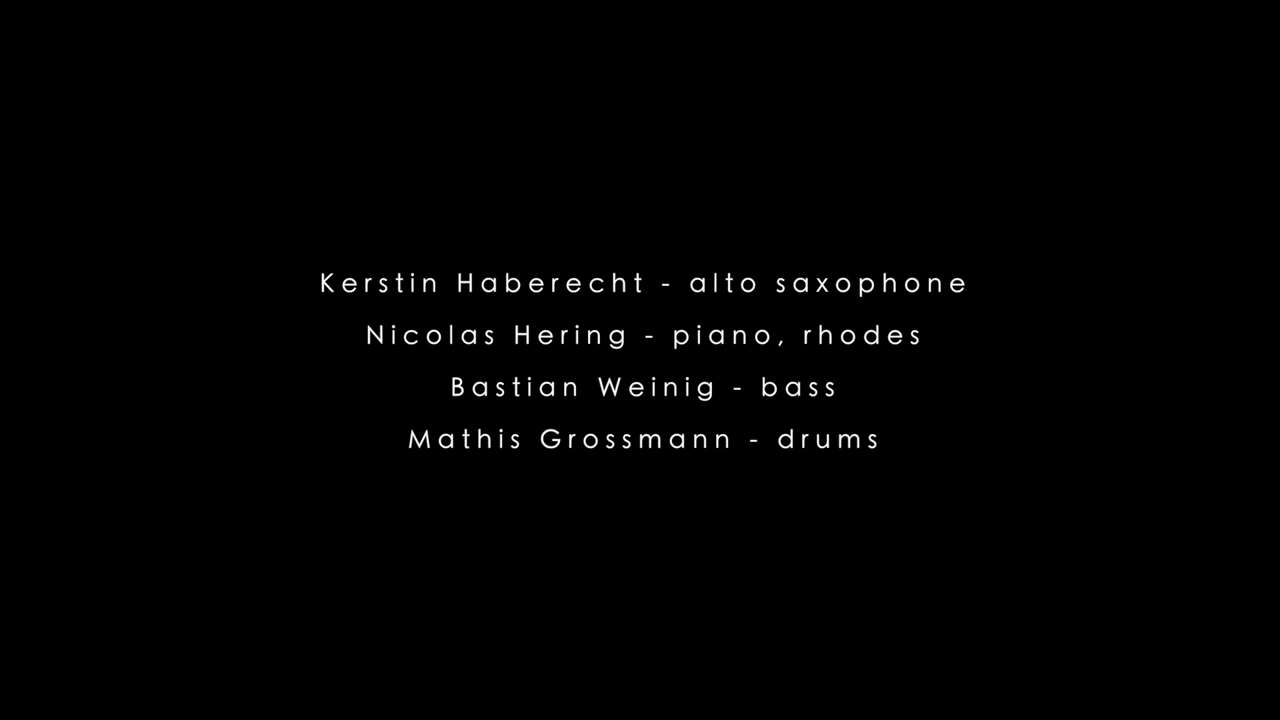 Kerstin Haberecht - alto saxophone
Nicolas Hering - piano, rhodes
Bastian Weinig - bass
Mathis Grossmann - drums